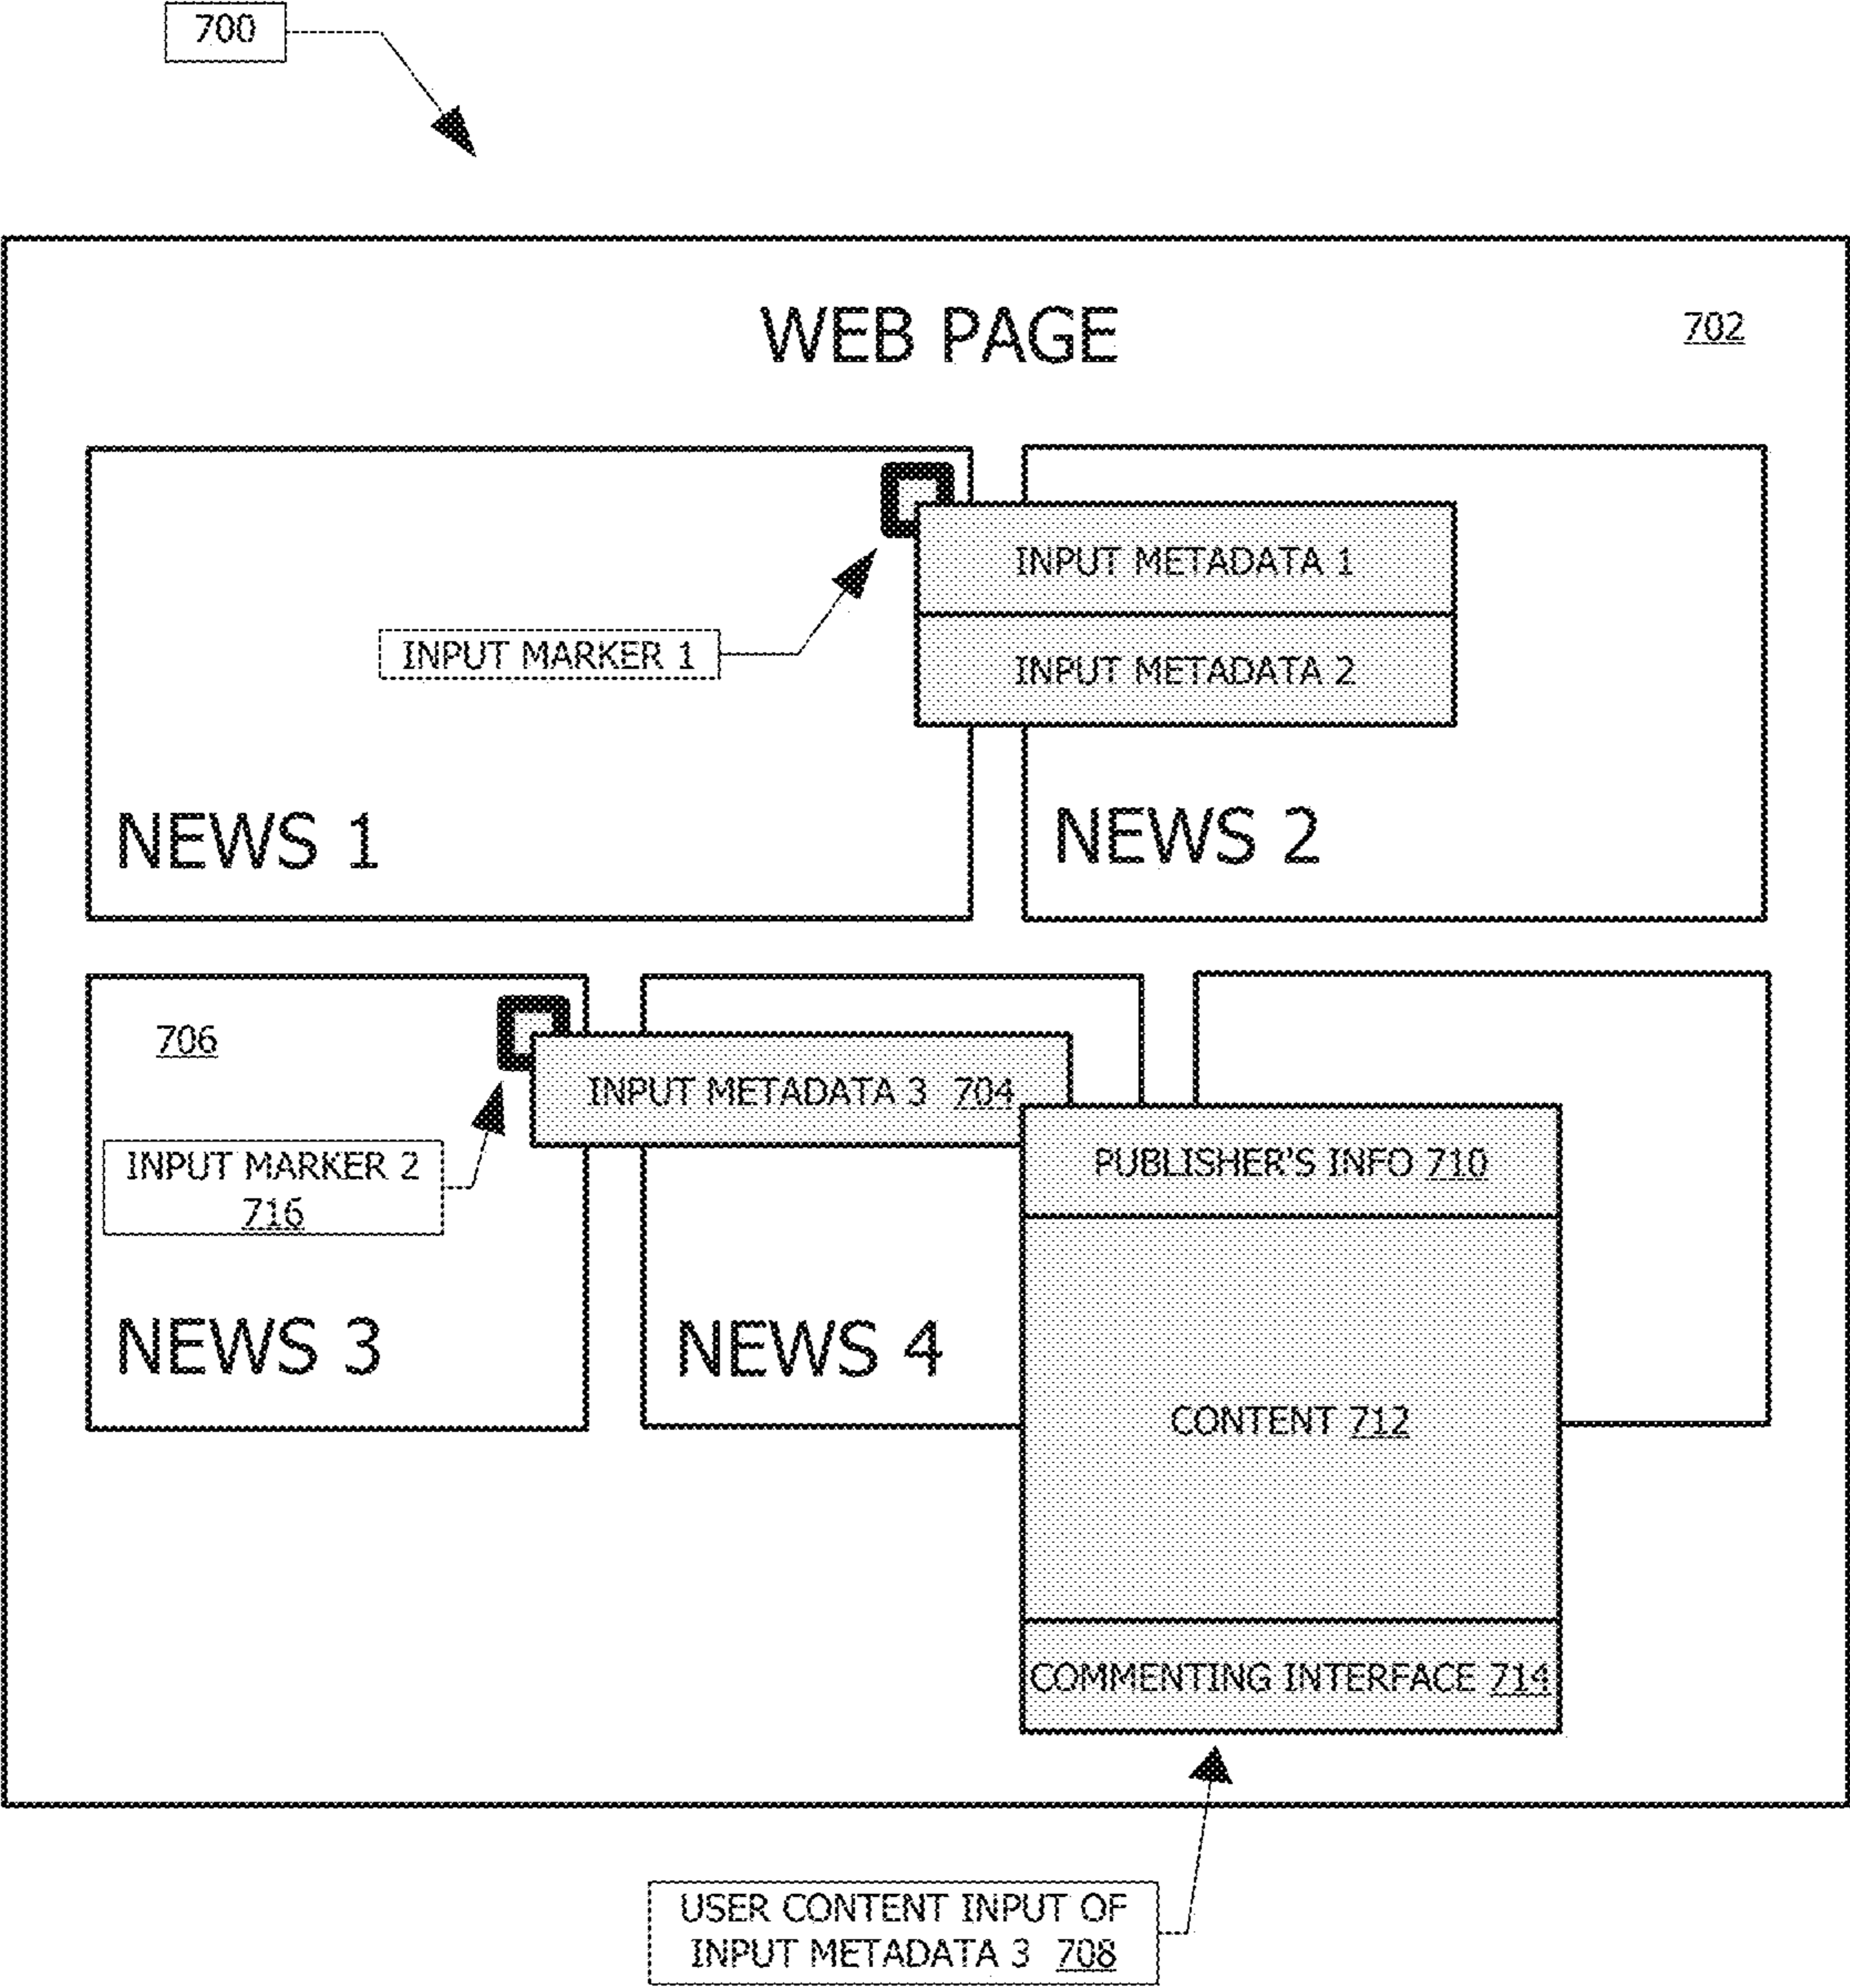 700
WEB PAGE 702
INPUT METADATA 1
INPUT MARKER 1
INPUT METADATA 2
NEWS 1
NEWS 2
706
INPUT METADATA 3 704
INPUT MARKER 2
716
PUBLISHER'S INFO 710
NEWS 3
NEWS 4
CONTENT 712
COMMENTING INTERFACE 714
USER CONTENT INPUT OF
INPUT METADATA 3 708